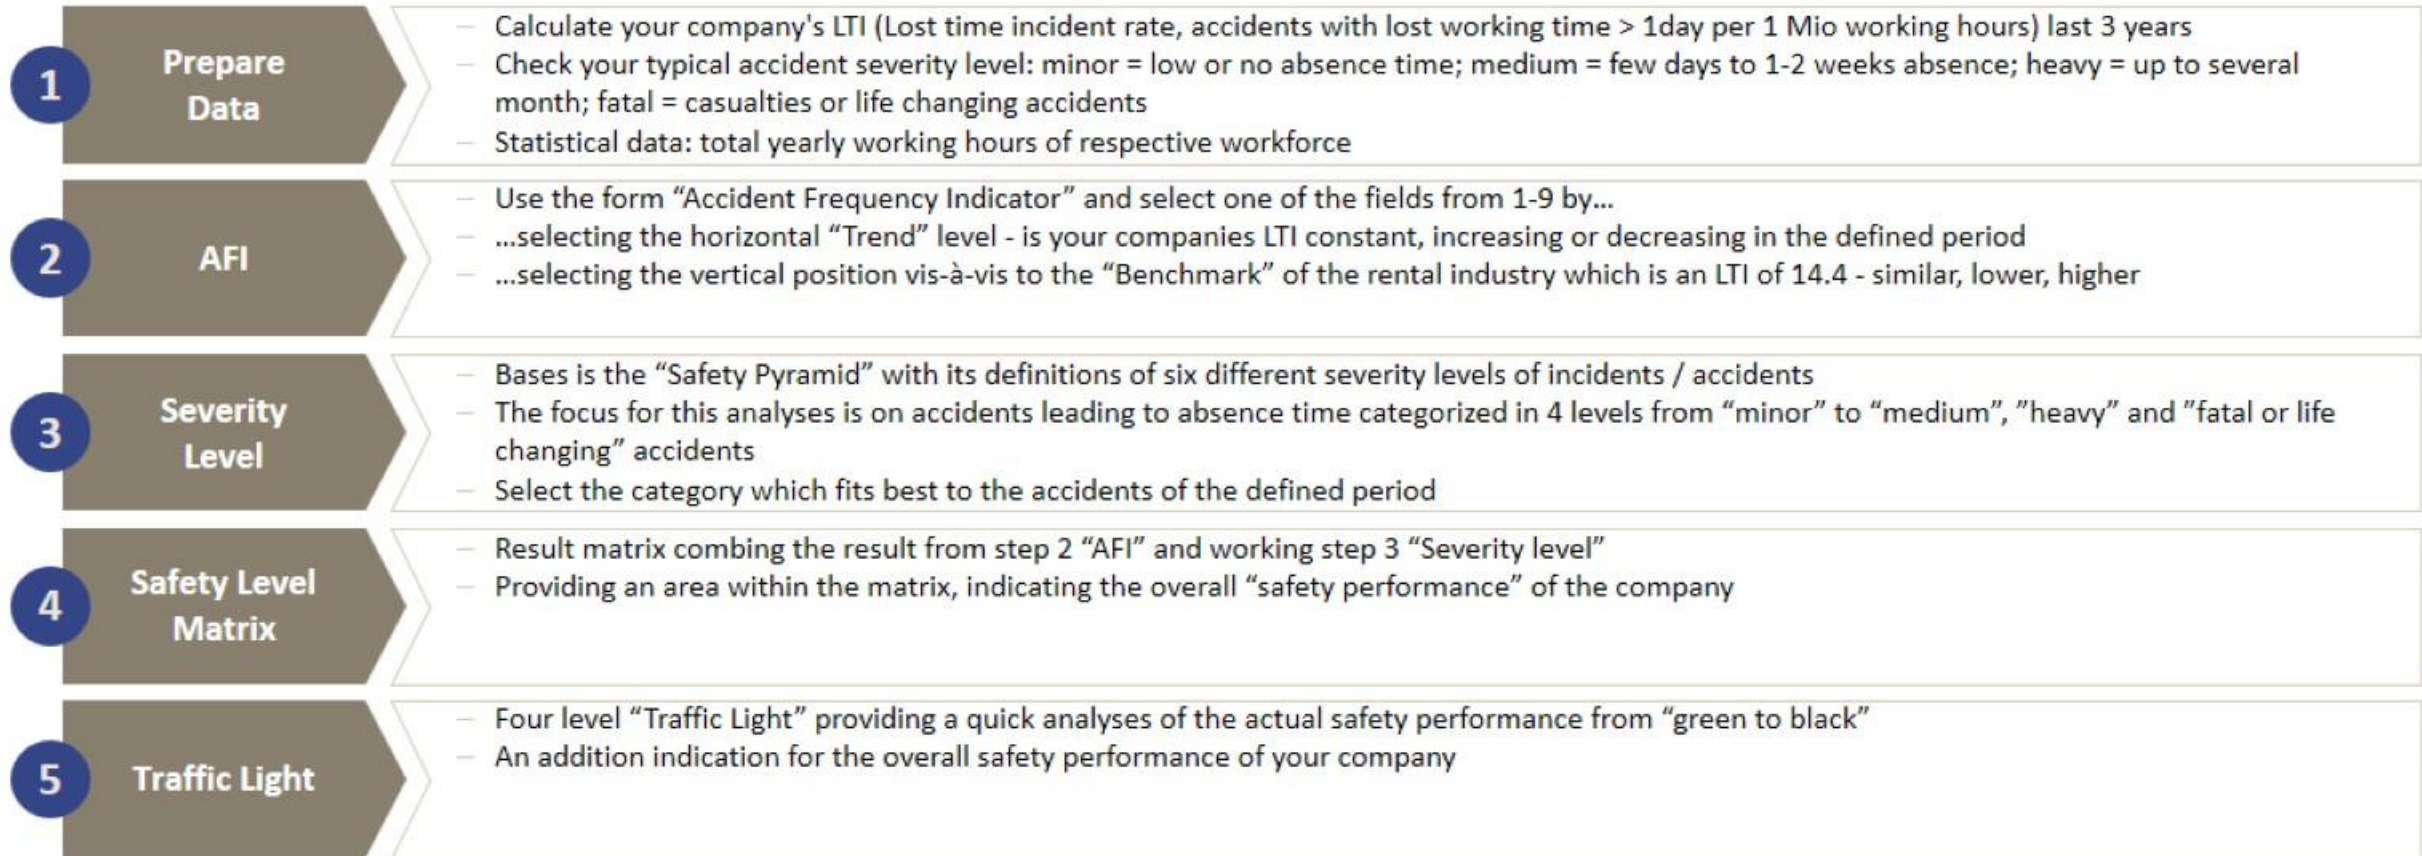 1
Prepare
Data
– Calculate your company's LTI (Lost time incident rate, accidents with lost working time > 1day per 1 Mio working hours) last 3 years
– Check your typical accident severity level: minor = low or no absence time; medium = few days to 1-2 weeks absence; heavy = up to several
month; fatal = casualties or life changing accidents
– Statistical data: total yearly working hours of respective workforce
2
AFI
– Use the form “Accident Frequency Indicator” and select one of the fields from 1-9 by...
– ...selecting the horizontal “Trend” level - is your companies LTI constant, increasing or decreasing in the defined period
– ...selecting the vertical position vis-à-vis to the “Benchmark” of the rental industry which is an LTI of 14.4 - similar, lower, higher
3
Severity
Level
– Bases is the “Safety Pyramid” with its definitions of six different severity levels of incidents / accidents
– The focus for this analyses is on accidents leading to absence time categorized in 4 levels from “minor” to “medium”, ”heavy” and ”fatal or life
changing” accidents
– Select the category which fits best to the accidents of the defined period
4
Safety Level
Matrix
– Result matrix combing the result from step 2 “AFI” and working step 3 “Severity level”
– Providing an area within the matrix, indicating the overall “safety performance” of the company
5
Traffic Light
– Four level “Traffic Light” providing a quick analyses of the actual safety performance from “green to black”
– An addition indication for the overall safety performance of your company